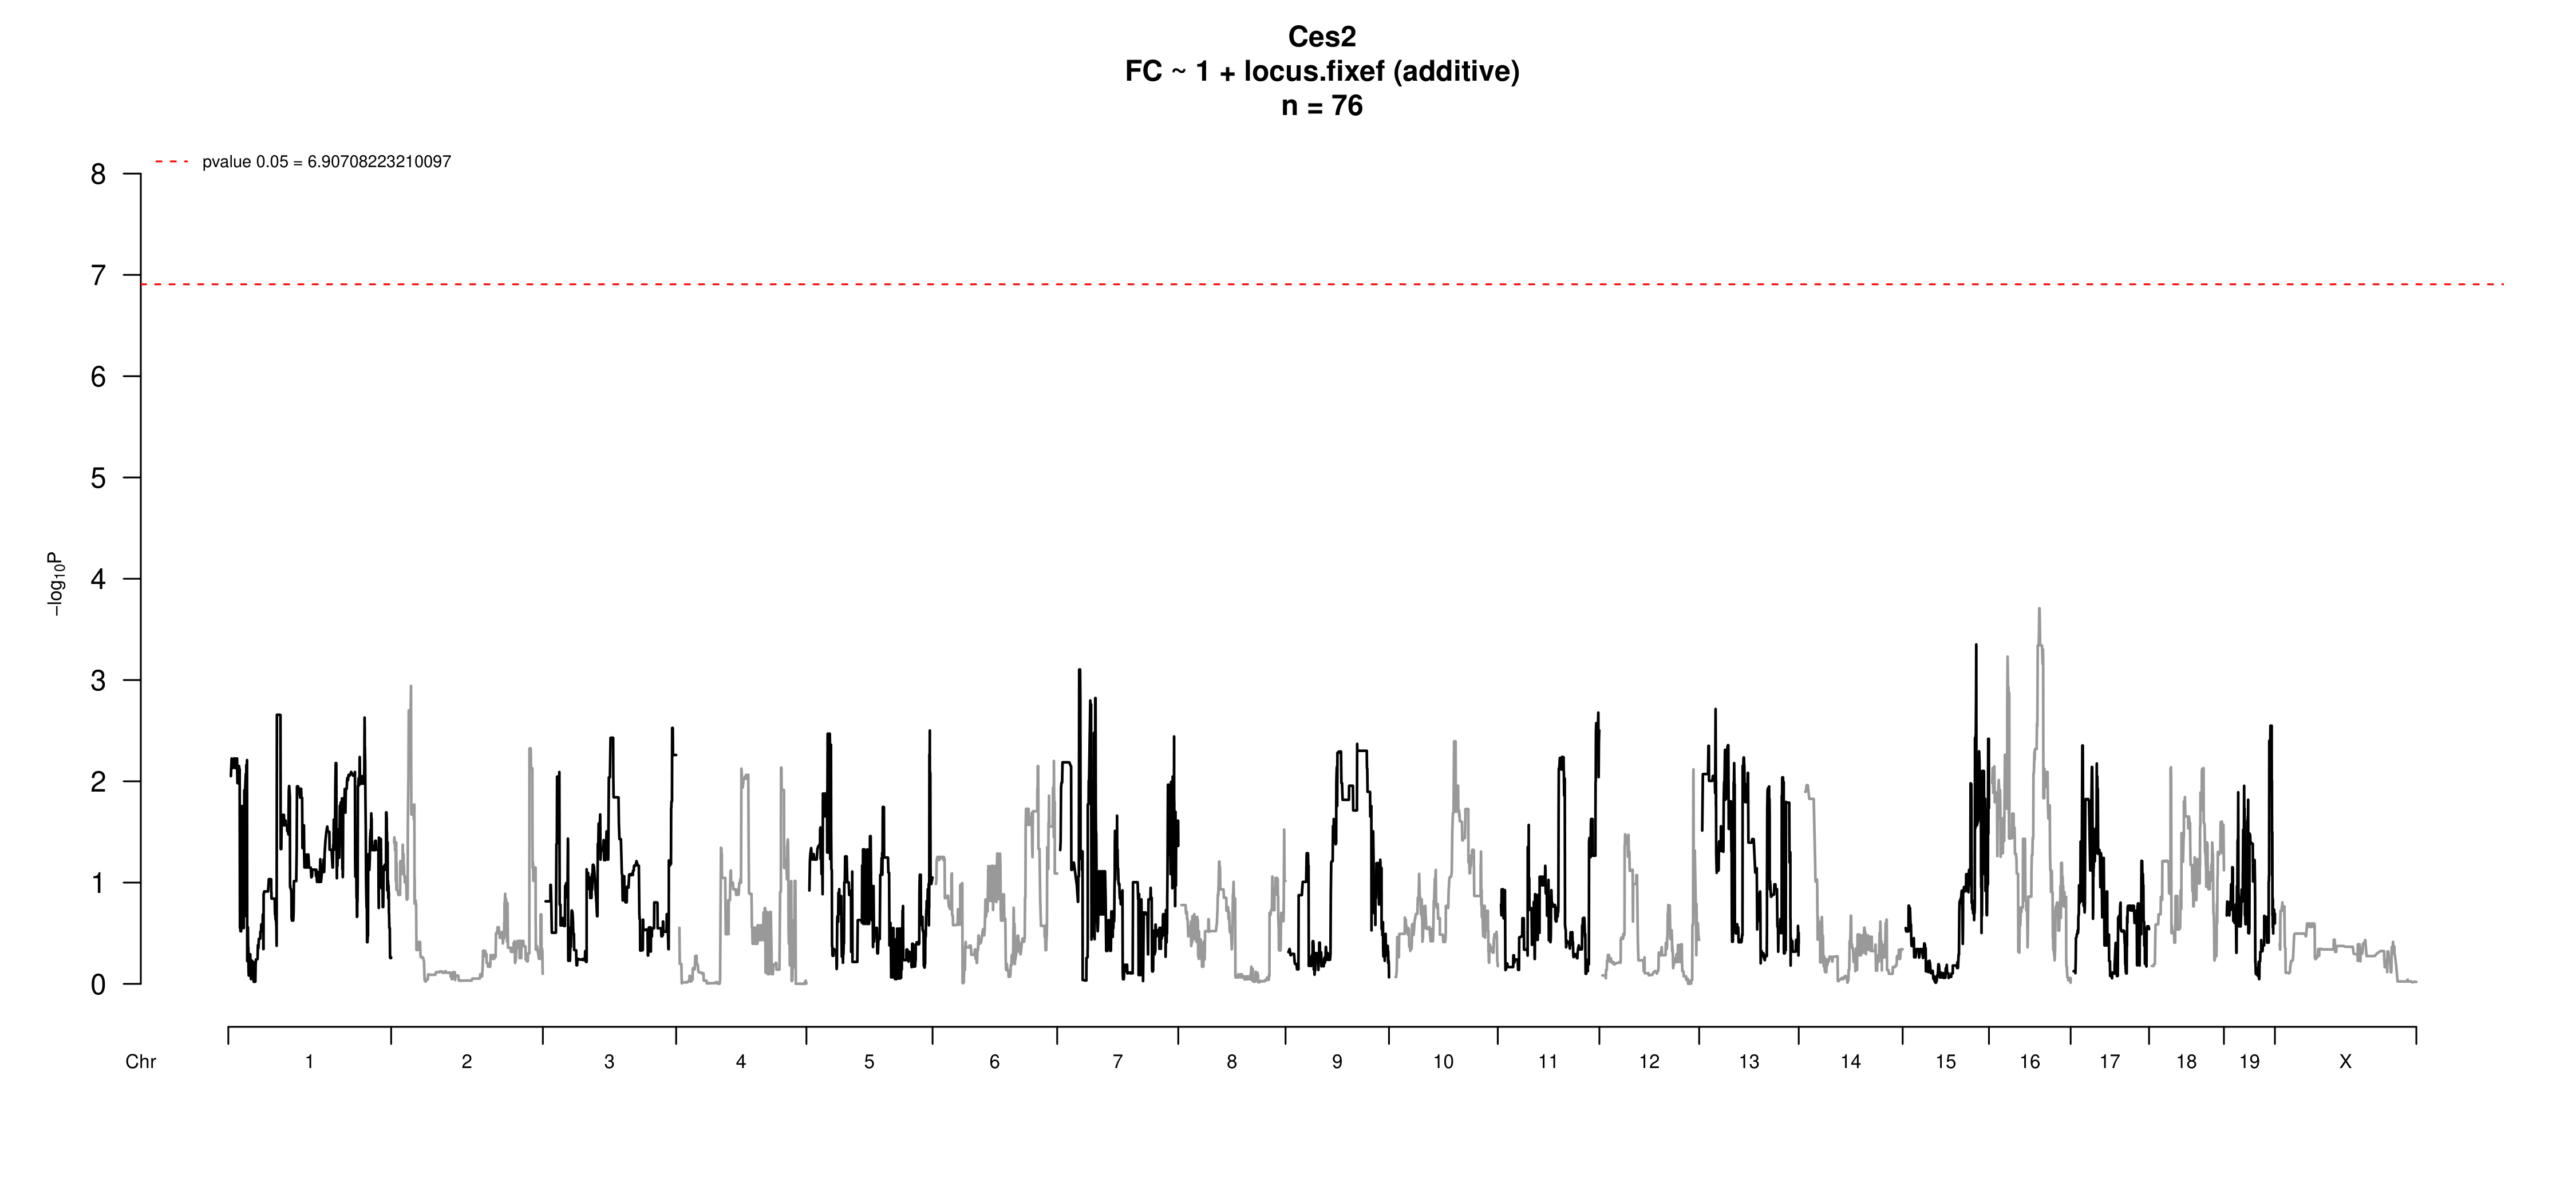 Ces2
FC ~ 1 + locus.fixef (additive)
n = 76
pvalue 0.05 = 6.90708223210097
8
7
6
5
4
3
2
1
0
−log10P
Chr 1 2 3 4 5 6 7 8 9 10 11 12 13 14 15 16 17 18 19 X